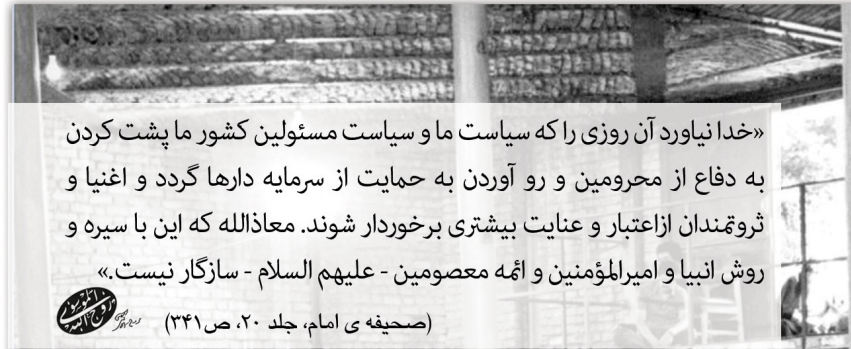 «خدا نیاورد آن روزی را که سیاست ما و سیاست مسئولین کشور ما پشت کردن
به دفاع از محرومین و رو آوردن به حمایت از سرمایه دارها گردد و اغنیا و
ثروتمندان ازاعتبار و عنایت بیشتری برخوردار شوند. معاذالله که این با سیره و
روش انبیا و امیرالمؤمنین و ائمه معصومین - علیهم السلام - سازگار نیست.»
(صحیفه ی امام، جلد ۲۰، ص۳۴۱)